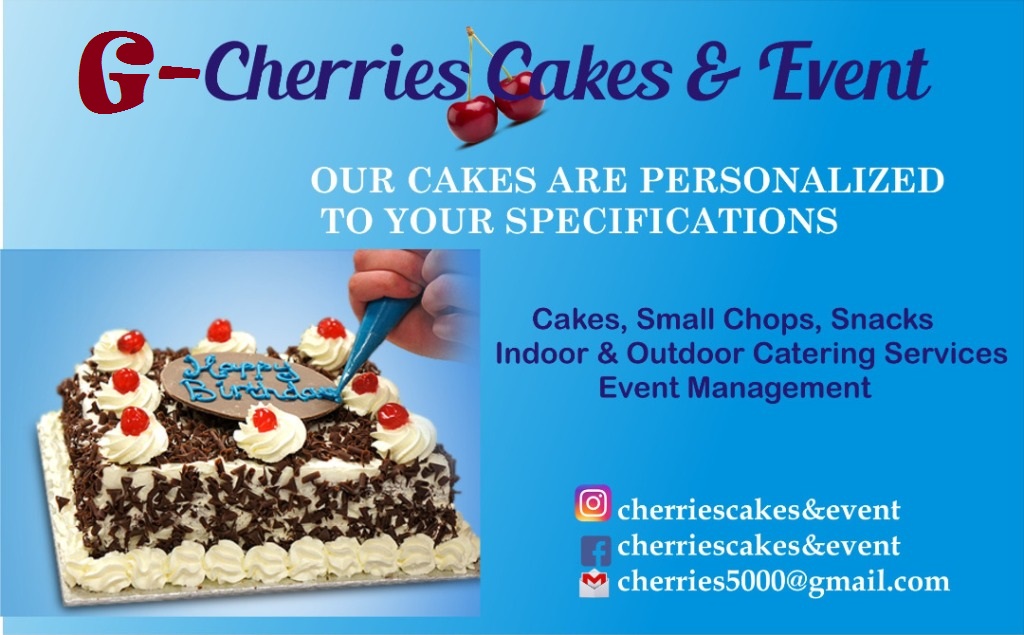 G-Cherries Cakes & Event
OUR CAKES ARE PERSONALIZED
TO YOUR SPECIFICATIONS
Happy
Birthday
Cakes, Small Chops, Snacks
Indoor & Outdoor Catering Services
Event Management
cherriescakes&event
cherriescakes&event
cherries5000@gmail.com